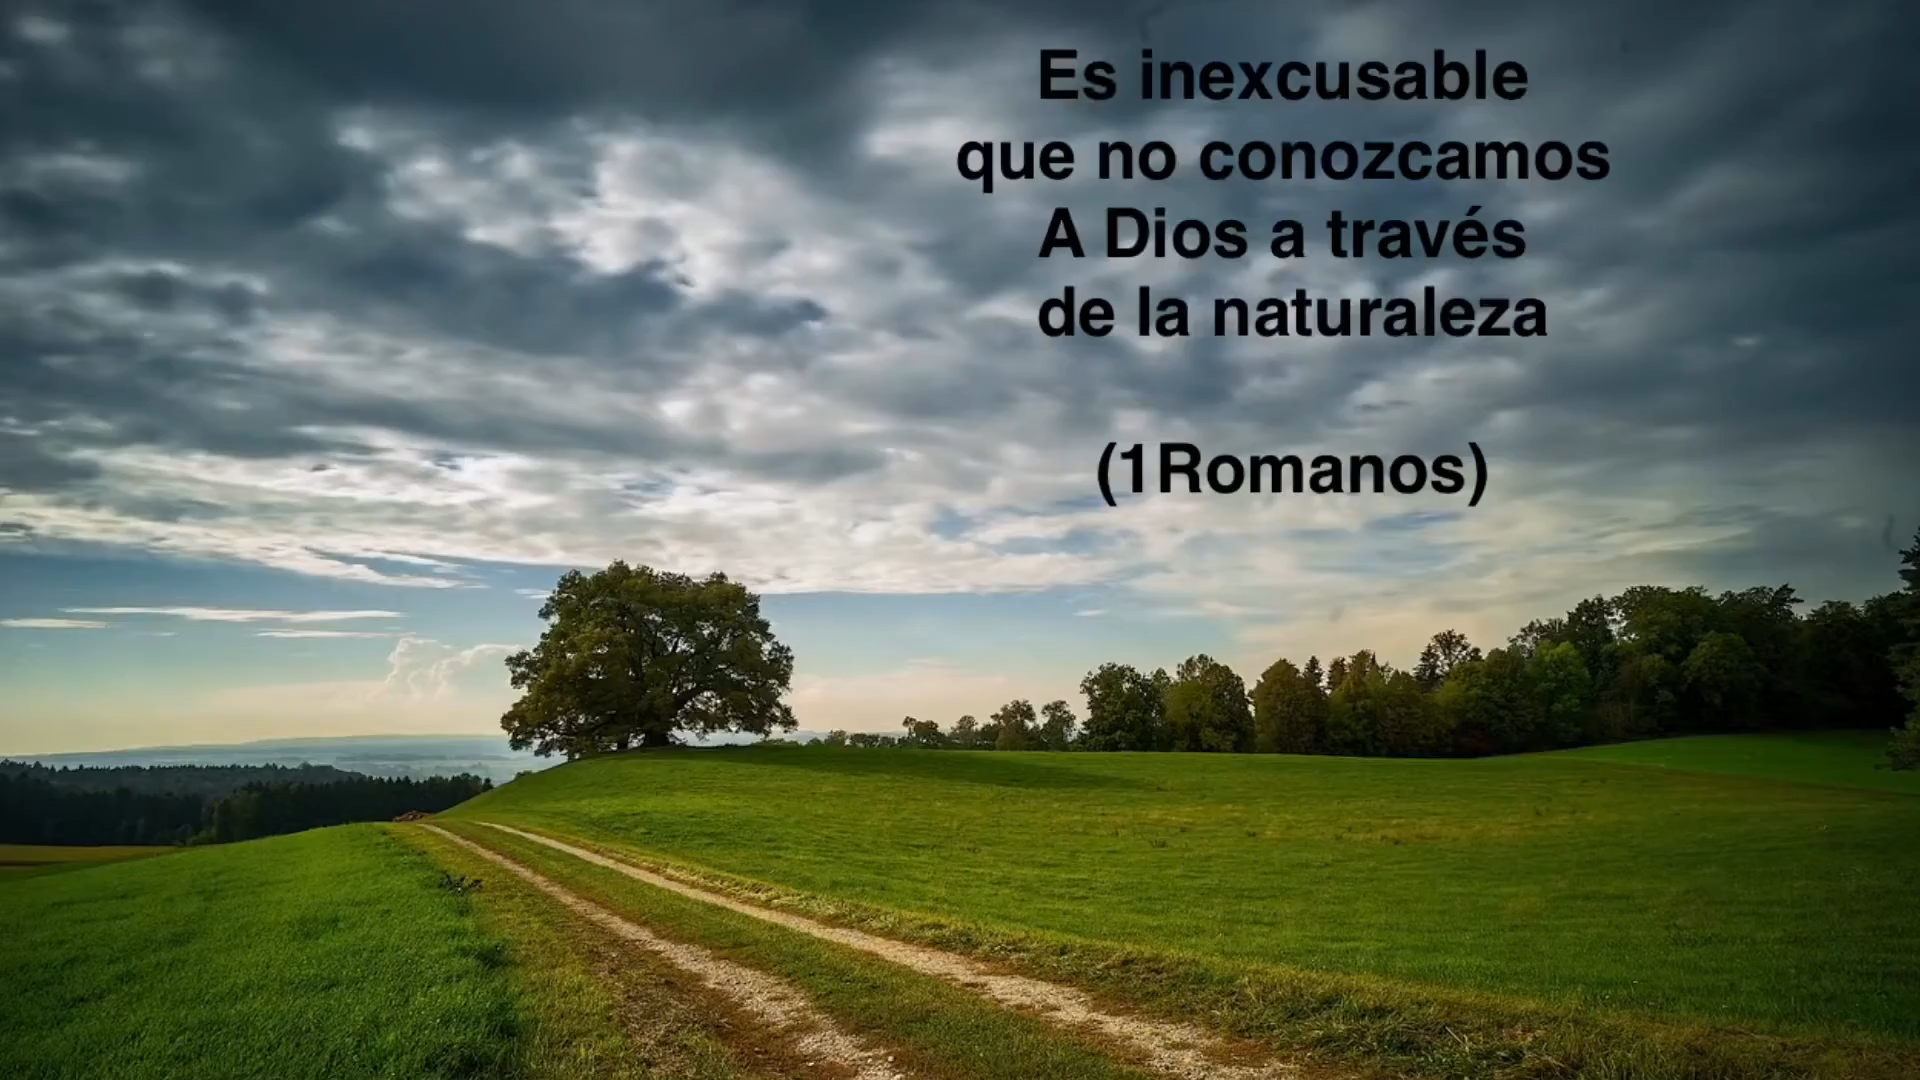 Es inexcusable
que no conozcamos
A Dios a través
de la naturaleza
(1Romanos)